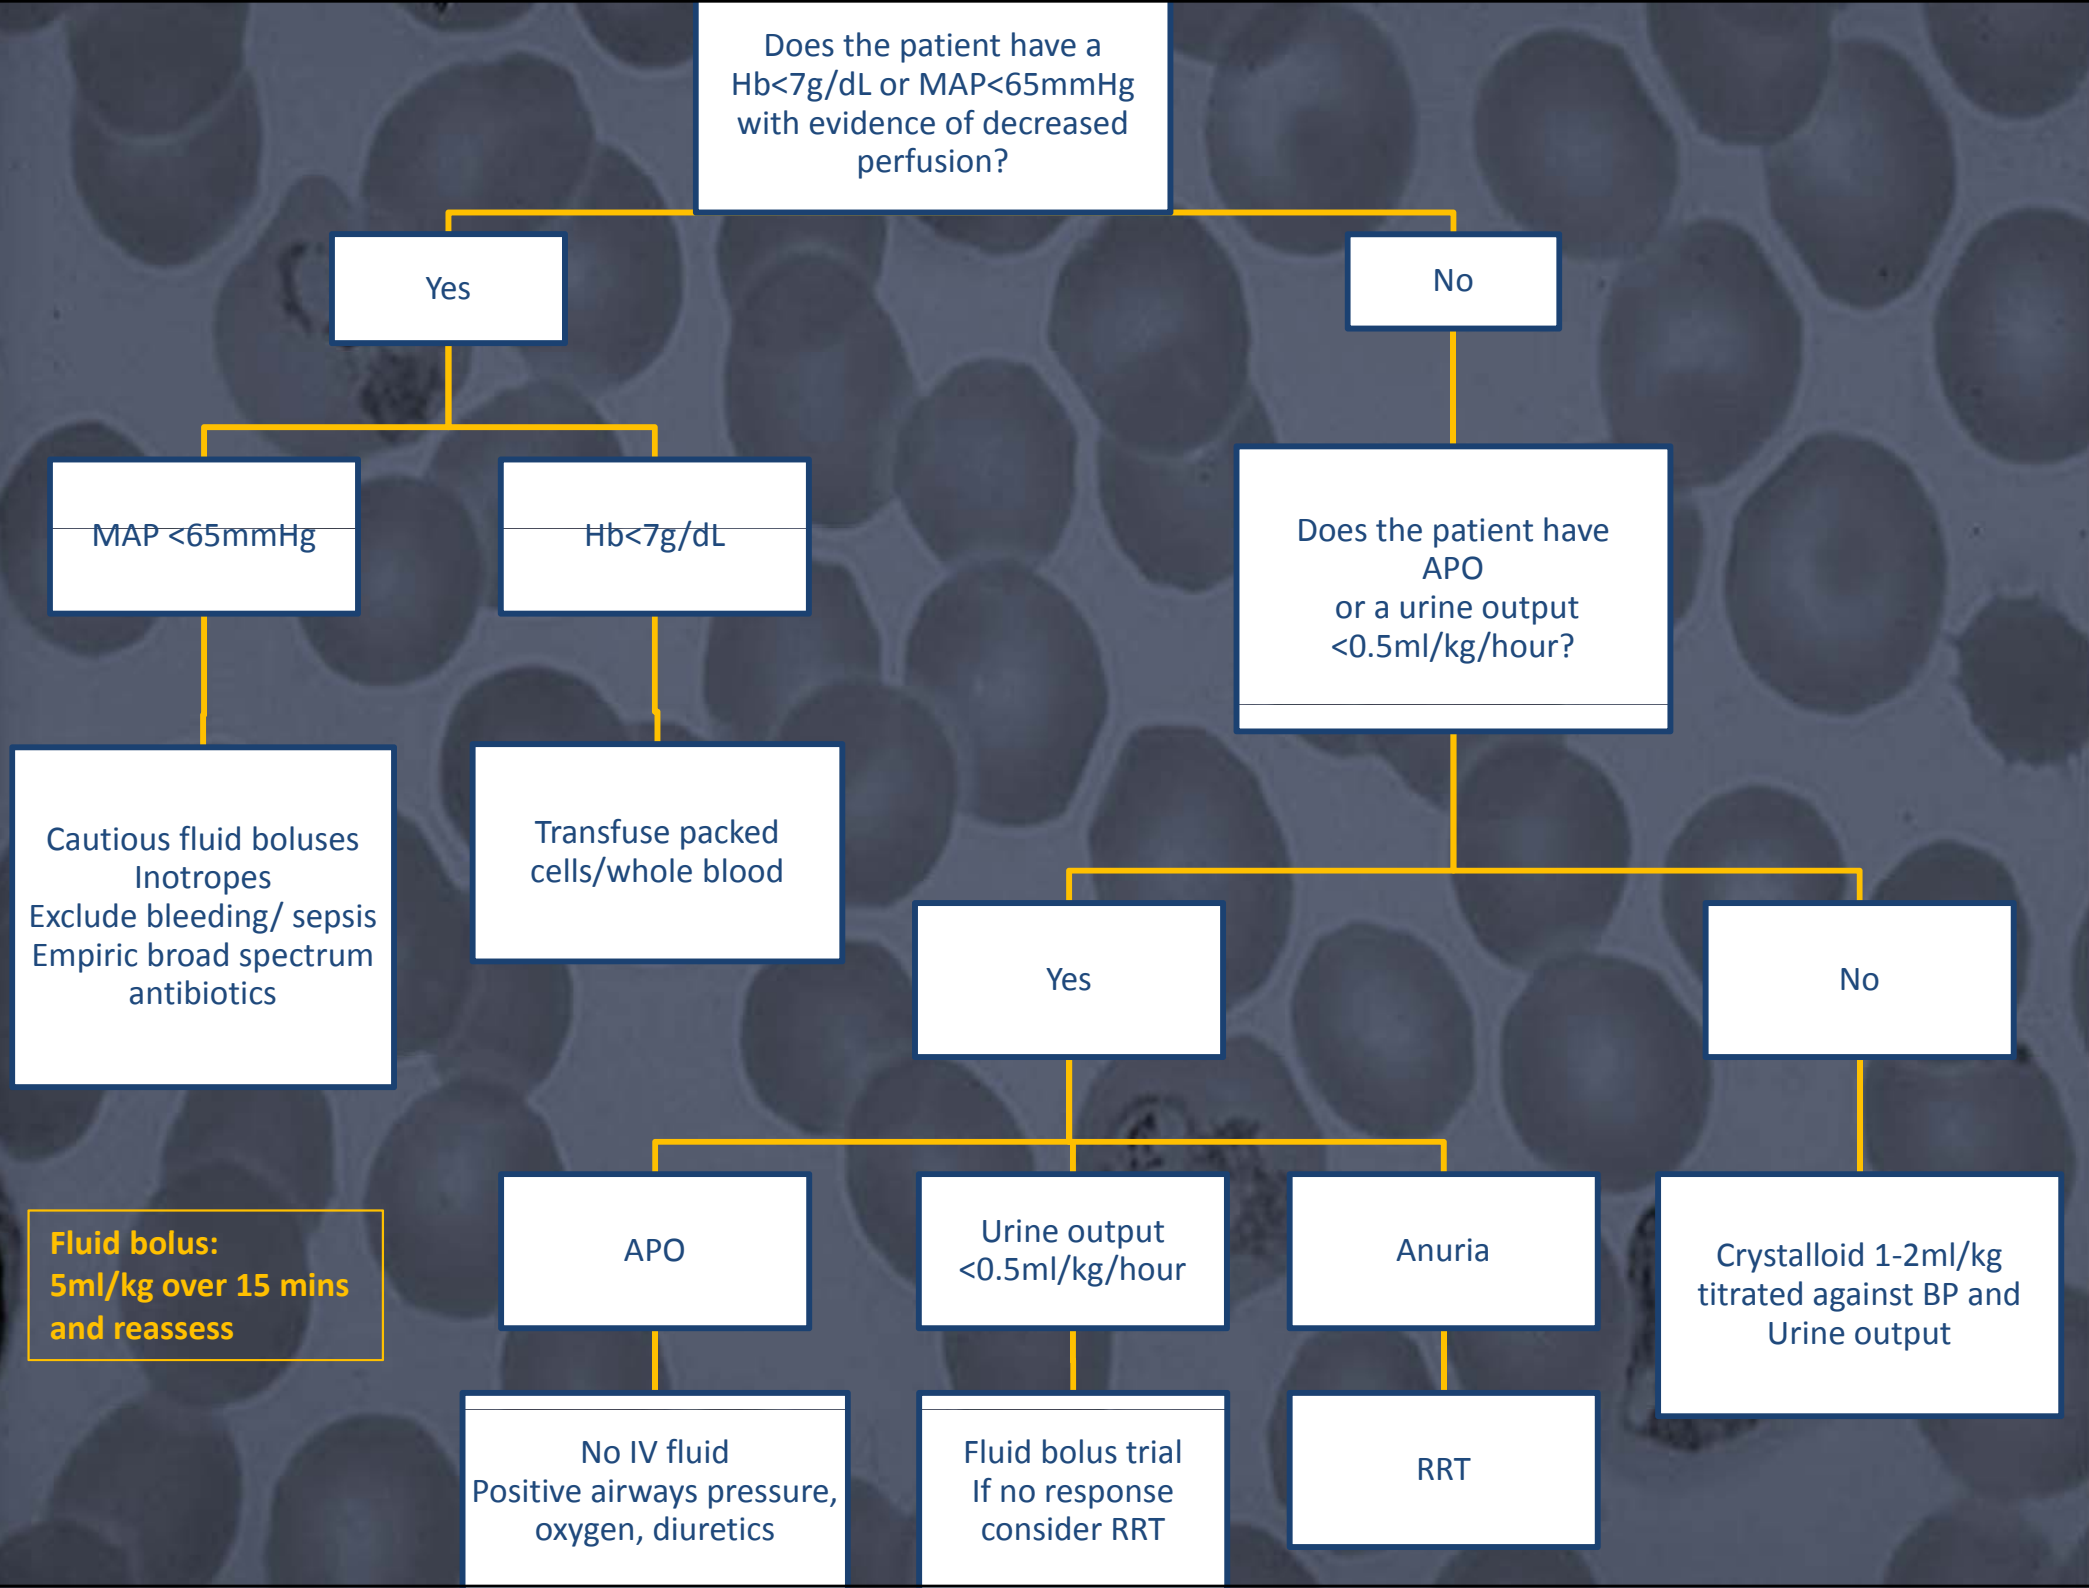 Does the patient have a
Hb<7g/dL or MAP<65mmHg
with evidence of decreased
perfusion?
Yes
No
MAP <65mmHg
Hb<7g/dL
Does the patient have
APO
or a urine output
<0.5ml/kg/hour?
Cautious fluid boluses
Inotropes
Exclude bleeding/ sepsis
Empiric broad spectrum
antibiotics
Transfuse packed
cells/whole blood
Yes
No
Fluid bolus:
5ml/kg over 15 mins
and reassess
APO
Urine output
<0.5ml/kg/hour
Anuria
Crystalloid 1-2ml/kg
titrated against BP and
Urine output
No IV fluid
Positive airways pressure,
oxygen, diuretics
Fluid bolus trial
If no response
consider RRT
RRT